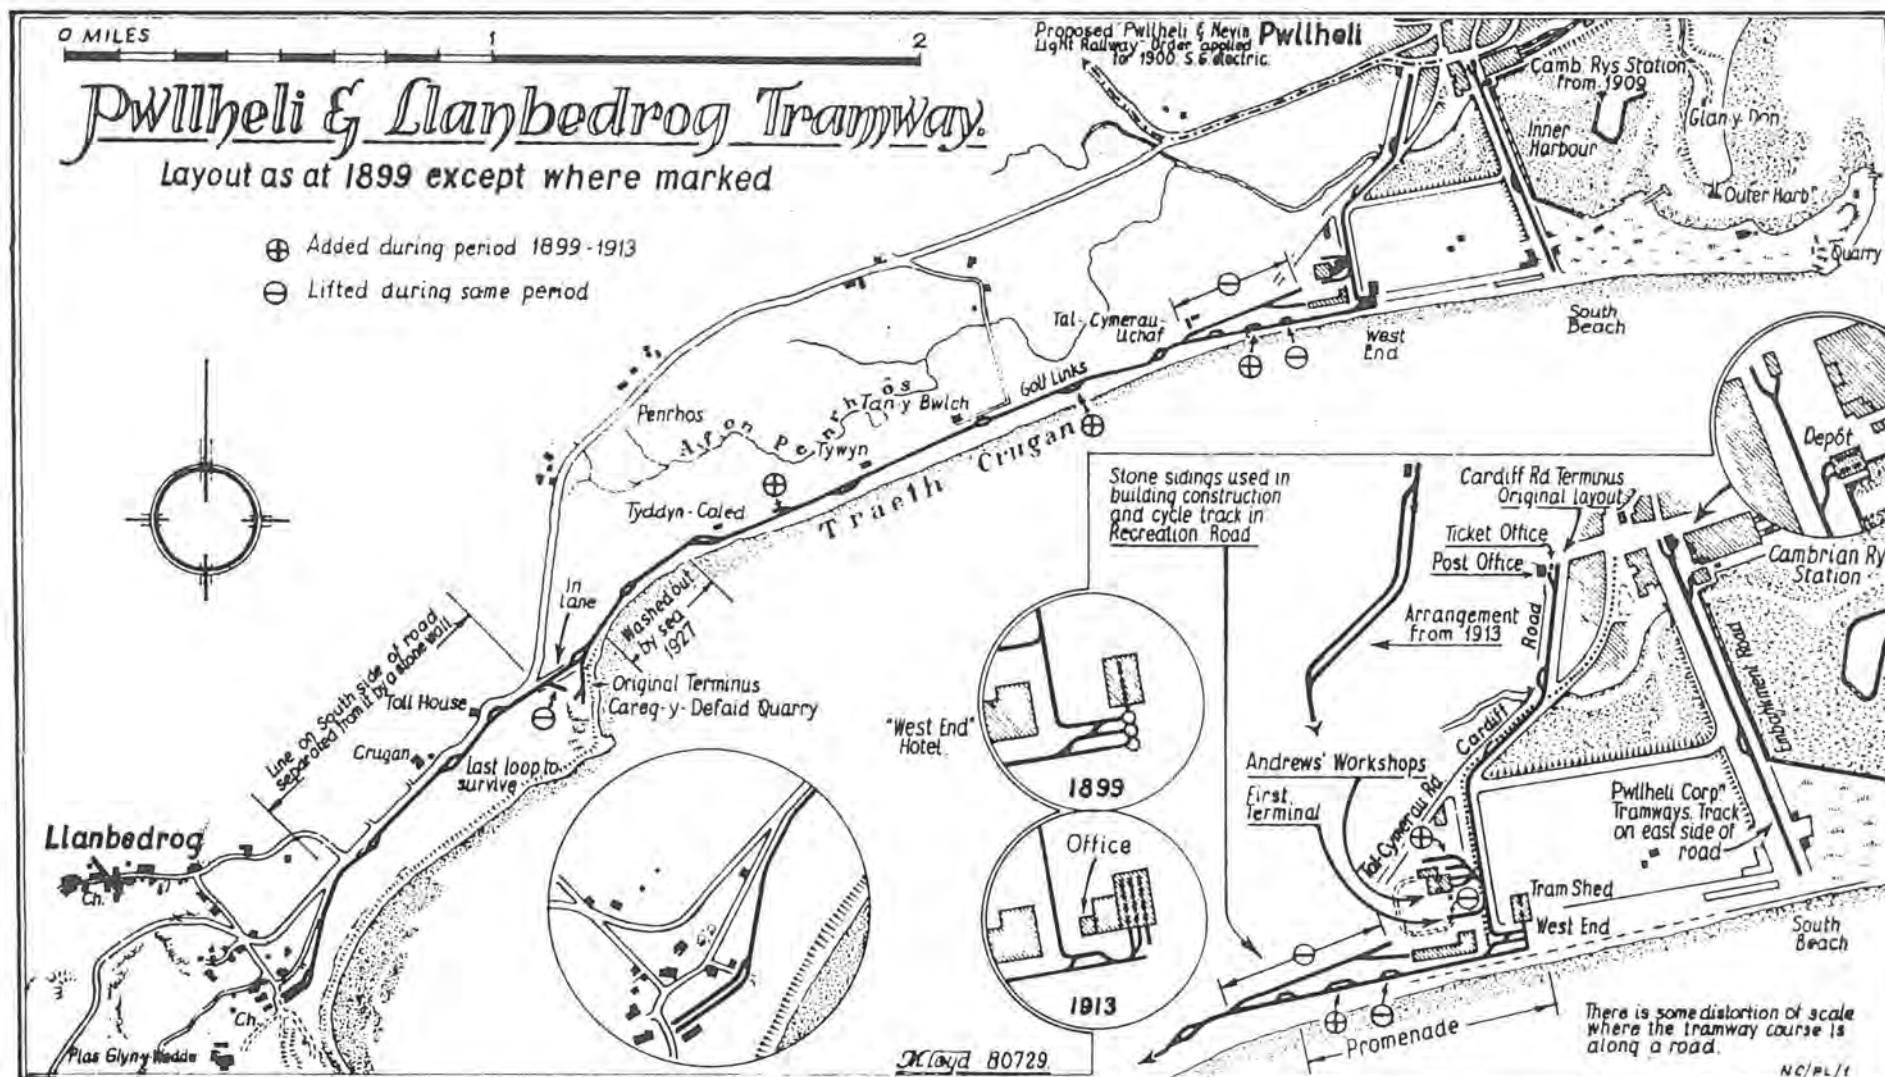 0 MILES
1
2
Pwllheli & Llanbedrog Tramway.
Layout as at 1899 except where marked
⊕ Added during period 1899-1913
⊖ Lifted during same period
Proposed Pwllheli & Nevin
Light Railway Order applied
for 1900. S.G. electric.
Pwllheli
Camb. Rys Station
from 1909
Glan-y-Don
Inner
Harbour
Outer Harbr
Quarry
South
Beach
West
End
Tal-Cymerau-
Uchaf
Golf Links
Penrhos
Afon Penrhôs
Tan-y-Bwlch
Tywyn
Traeth Crugan
Tyddyn-Caled
In
lane
Washed out
by sea
1927
Line on South side of road
separated from it by a stone wall
Toll House
Original Terminus
Careg-y-Defaid Quarry
Crugan
Last loop to
survive
Llanbedrog
Ch.
Ch.
Plas Glyn-y-Weddw
Stone sidings used in
building construction
and cycle track in
Recreation Road
Cardiff Rd. Terminus
Original layout
Ticket Office
Post Office
Depôt
Cambrian Ry
Station
Arrangement
from 1913
Cardiff Road
Embankment Road
"West End"
Hotel
1899
Office
1913
Andrews' Workshops
First
Terminal
Tal-Cymerau Rd.
Pwllheli Corpn
Tramways. Track
on east side of
road
Tram Shed
West End
South
Beach
Promenade
There is some distortion of scale
where the tramway course is
along a road.
80729.
NC/PL/1